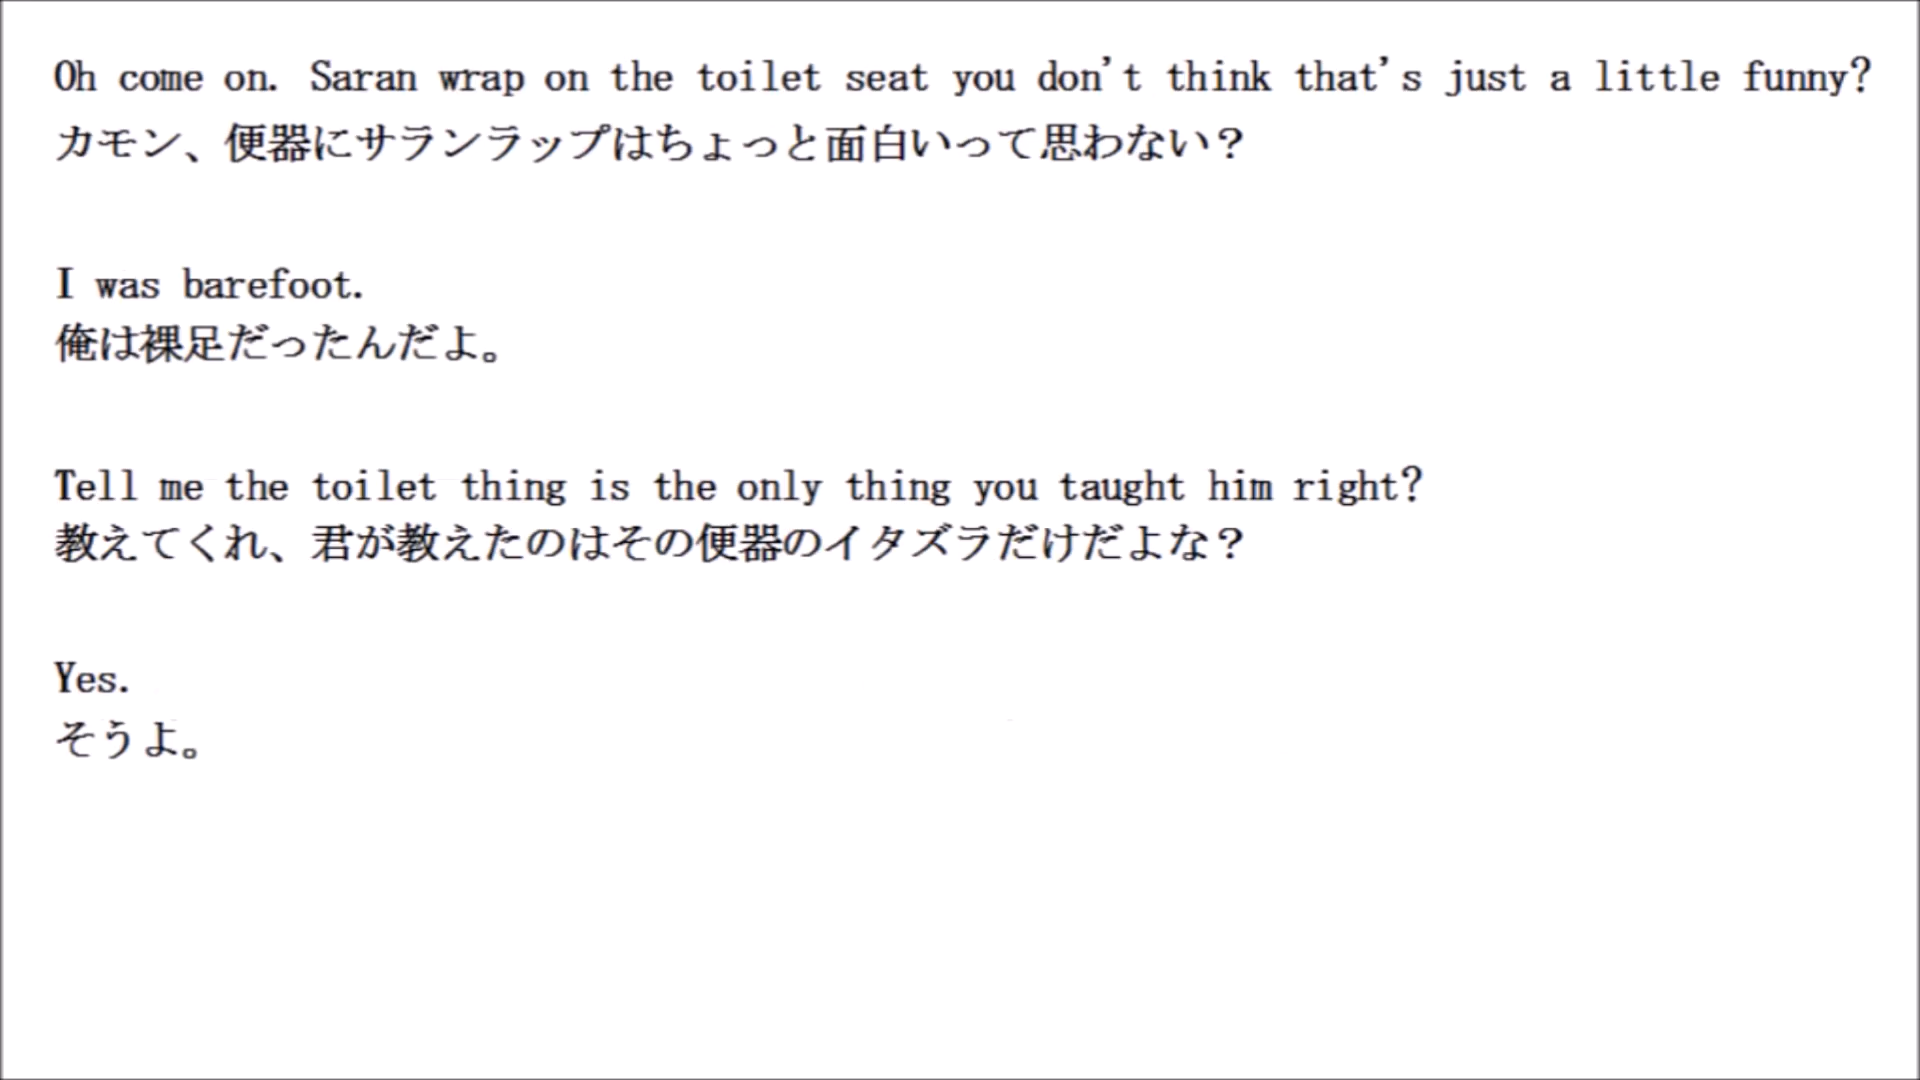 Oh come on. Saran wrap on the toilet seat you don't think that's just a little funny?
カモン、便器にサランラップはちょっと面白いって思わない？
I was barefoot.
俺は裸足だったんだよ。
Tell me the toilet thing is the only thing you taught him right?
教えてくれ、君が教えたのはその便器のイタズラだけだよな？
Yes.
そうよ。